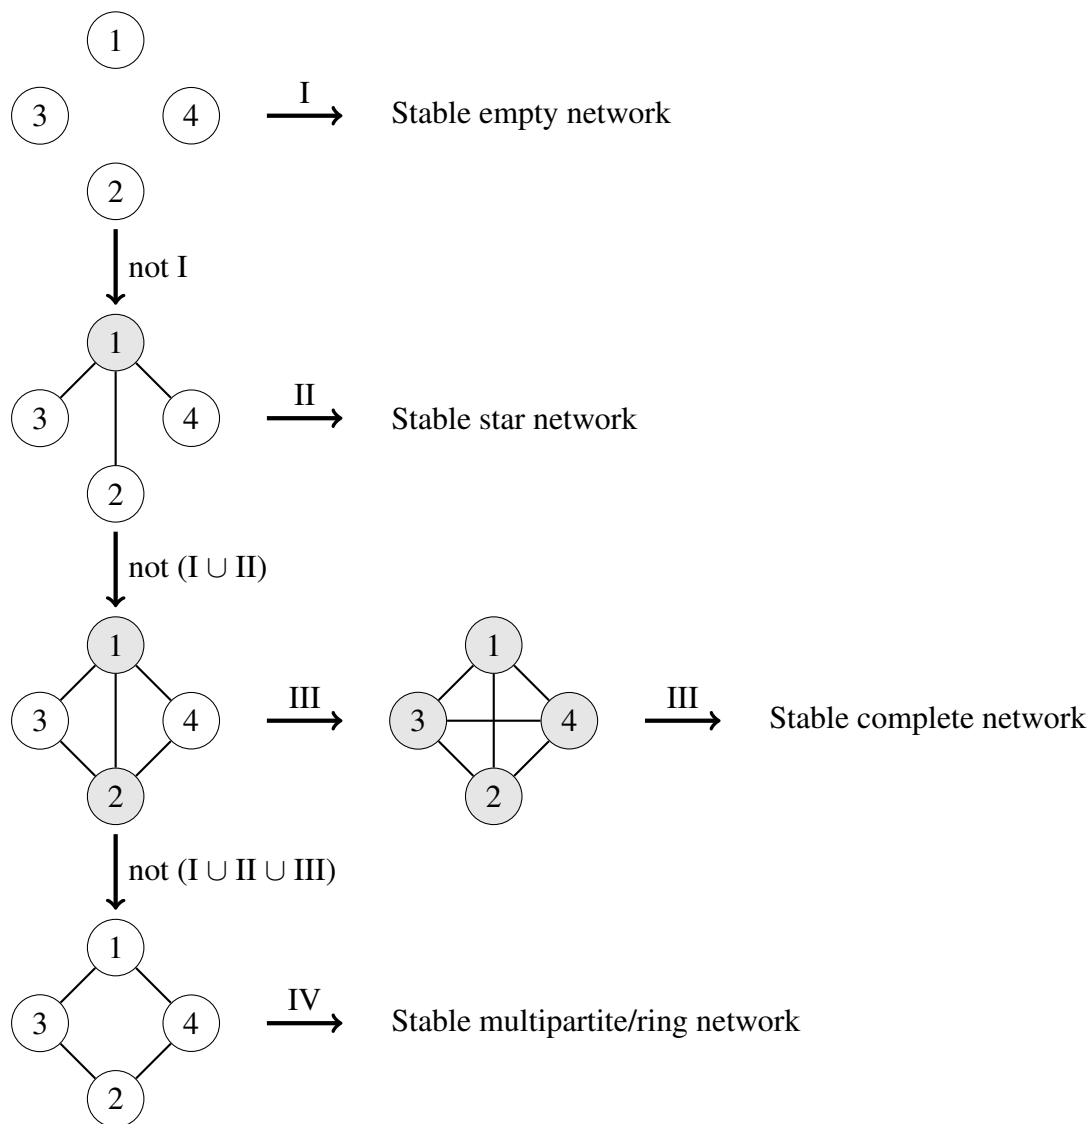 1
3
4
I
Stable empty network
2
not I
1
3
4
II
Stable star network
2
not (I ∪ II)
1
1
3
4
III
3
4
III
Stable complete network
2
2
not (I ∪ II ∪ III)
1
3
4
IV
Stable multipartite/ring network
2